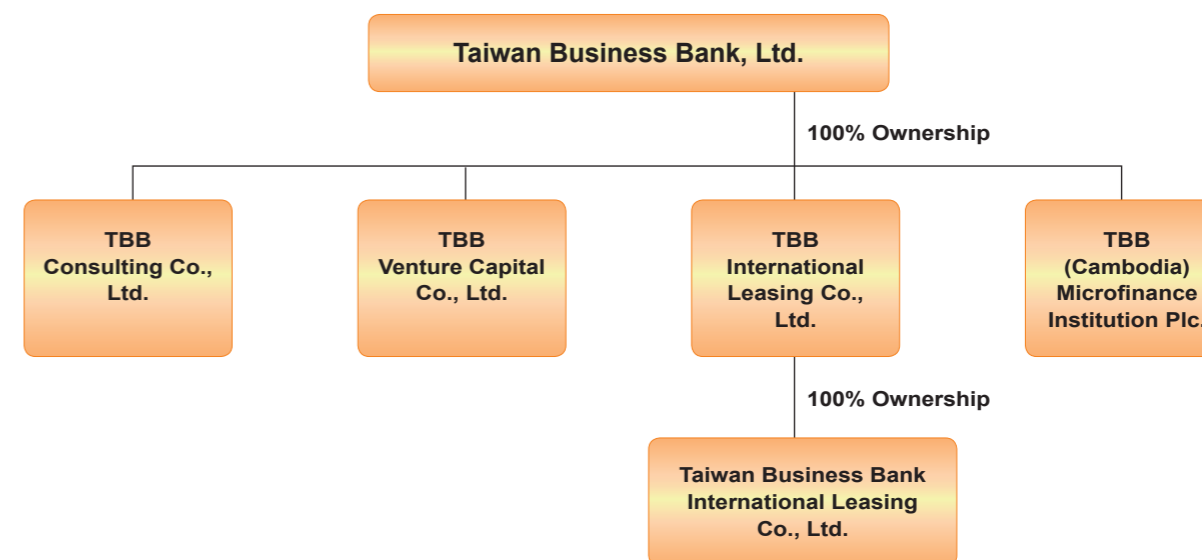 Taiwan Business Bank, Ltd.
100% Ownership
TBB
Consulting Co.,
Ltd.
TBB
Venture Capital
Co., Ltd.
TBB
International
Leasing Co.,
Ltd.
TBB
(Cambodia)
Microfinance
Institution Plc.
100% Ownership
Taiwan Business Bank
International Leasing
Co., Ltd.